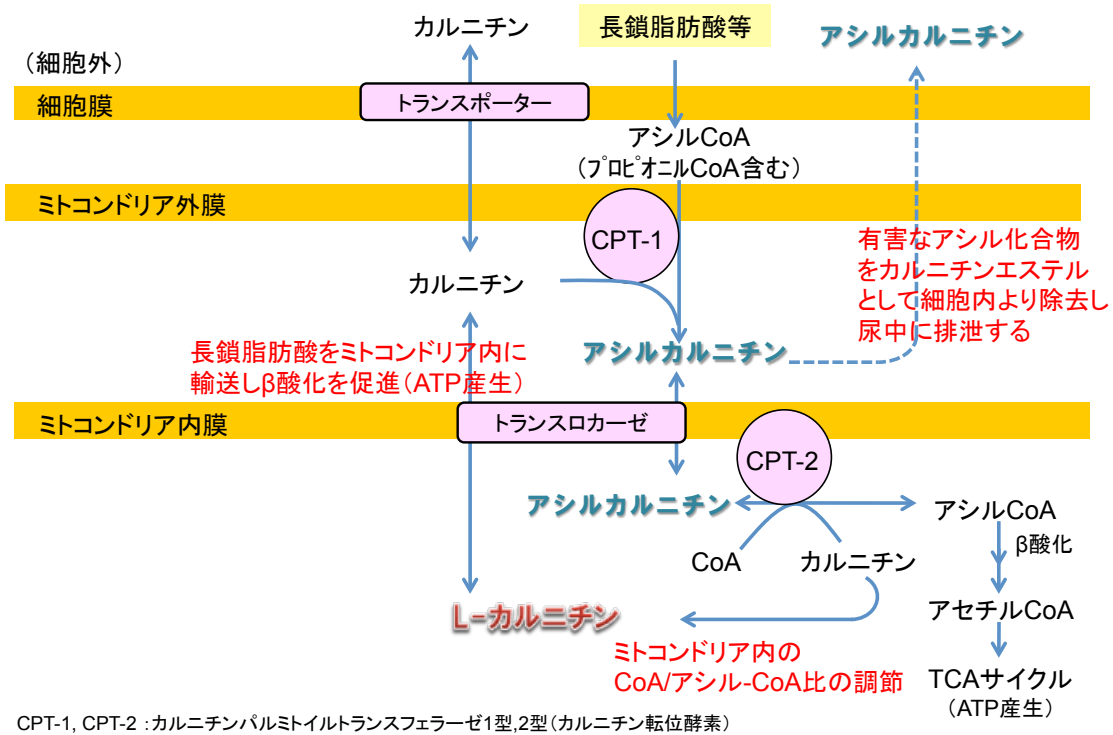 カルニチン
長鎖脂肪酸等
アシルカルニチン
（細胞外）
細胞膜
トランスポーター
アシルCoA
（プロピオニルCoA含む）
ミトコンドリア外膜
CPT-1
カルニチン
有害なアシル化合物
をカルニチンエステル
として細胞内より除去し
尿中に排泄する
長鎖脂肪酸をミトコンドリア内に
輸送しβ酸化を促進（ATP産生）
アシルカルニチン
ミトコンドリア内膜
トランスロカーゼ
CPT-2
アシルカルニチン
アシルCoA
CoA
カルニチン
β酸化
L-カルニチン
アセチルCoA
ミトコンドリア内の
CoA/アシル-CoA比の調節
TCAサイクル
（ATP産生）
CPT-1, CPT-2 :カルニチンパルミトイルトランスフェラーゼ1型,2型（カルニチン転位酵素）